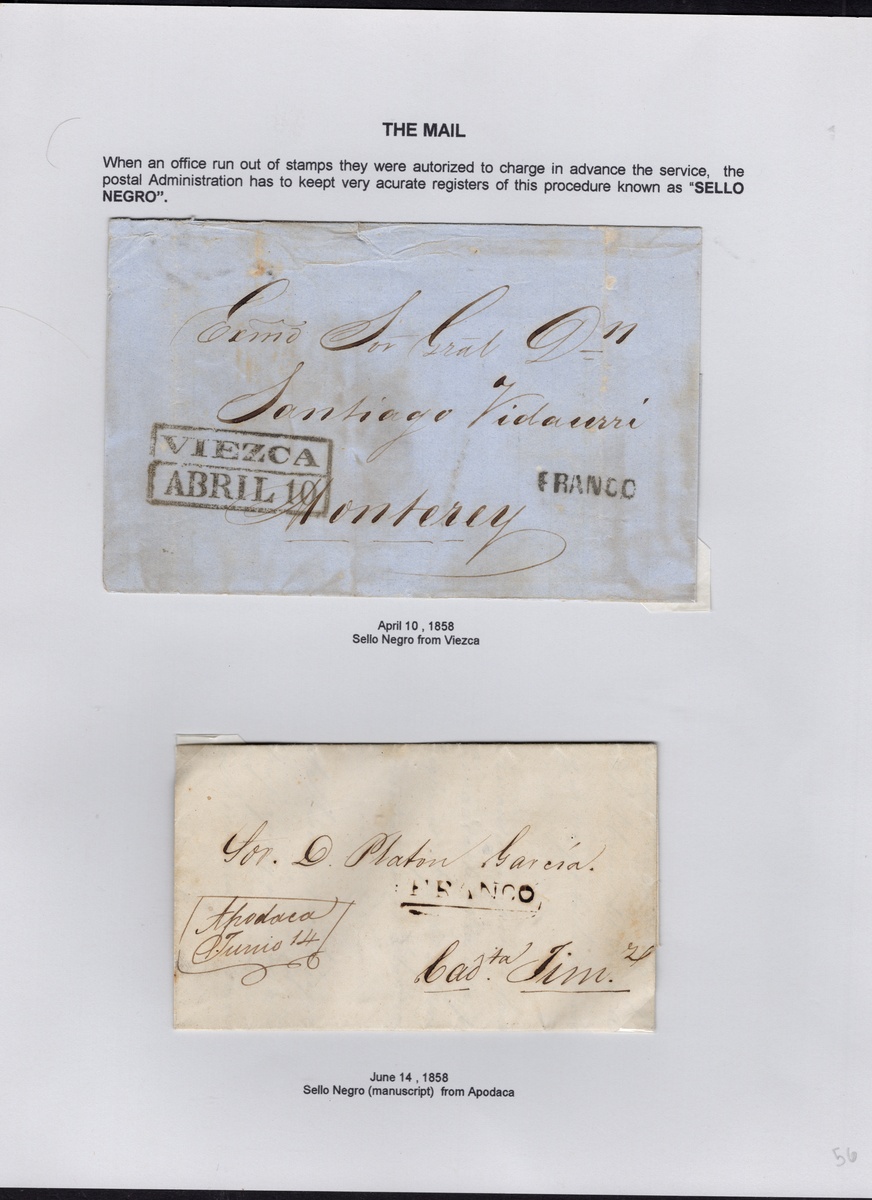 THE MAIL
When an office run out of stamps they were autorized to charge in advance the service, the
postal Administration has to keept very acurate registers of this procedure known as “SELLO
NEGRO”.
Exmo Sor Gral Dn
Santiago Vidaurri
VIEZCA
ABRIL 10
FRANCO
Monterey
April 10 , 1858
Sello Negro from Viezca
Sor. D. Platon Garcia.
FRANCO
Apodaca
Junio 14
Cad.ta Jim.z
June 14 , 1858
Sello Negro (manuscript) from Apodaca
56